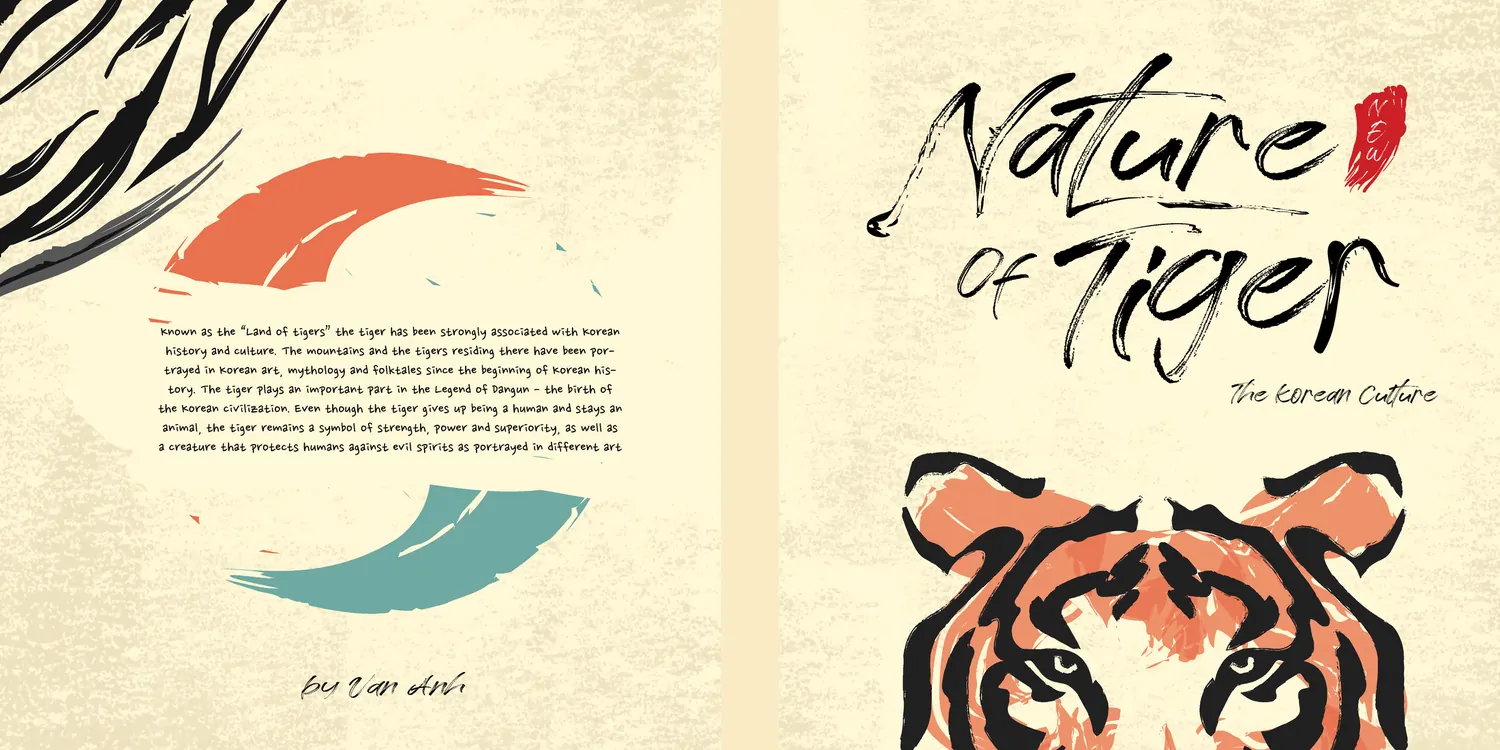 Known as the “Land of tigers” the tiger has been strongly associated with Korean
history and culture. The mountains and the tigers residing there have been por-
trayed in Korean art, mythology and folktales since the beginning of Korean his-
tory. The tiger plays an important part in the Legend of Dangun - the birth of
the Korean civilization. Even though the tiger gives up being a human and stays an
animal, the tiger remains a symbol of strength, power and superiority, as well as
a creature that protects humans against evil spirits as portrayed in different art
by Van Anh
Nature
NEW
Of Tiger
The Korean Culture